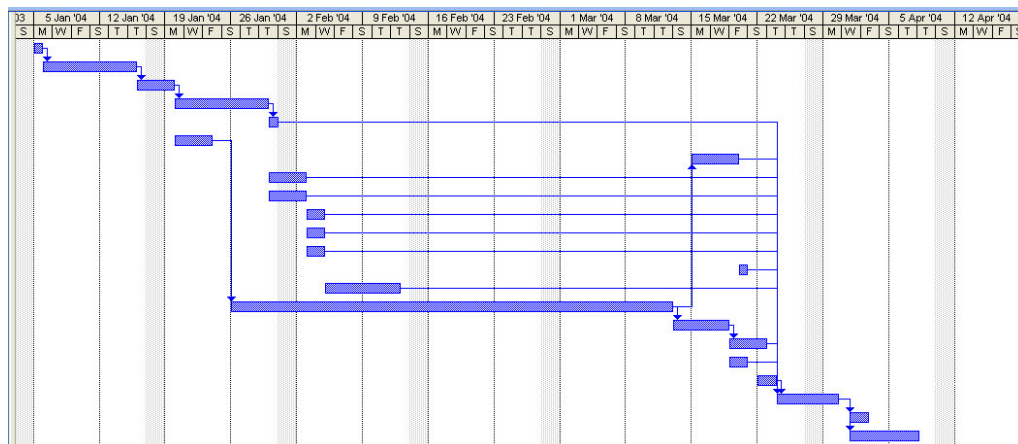 03 5 Jan '04 12 Jan '04 19 Jan '04 26 Jan '04 2 Feb '04 9 Feb '04 16 Feb '04 23 Feb '04 1 Mar '04 8 Mar '04 15 Mar '04 22 Mar '04 29 Mar '04 5 Apr '04 12 Apr '04
S M W F S T T S M W F S T T S M W F S T T S M W F S T T S M W F S T T S M W F S T T S M W F S T T S M W F S